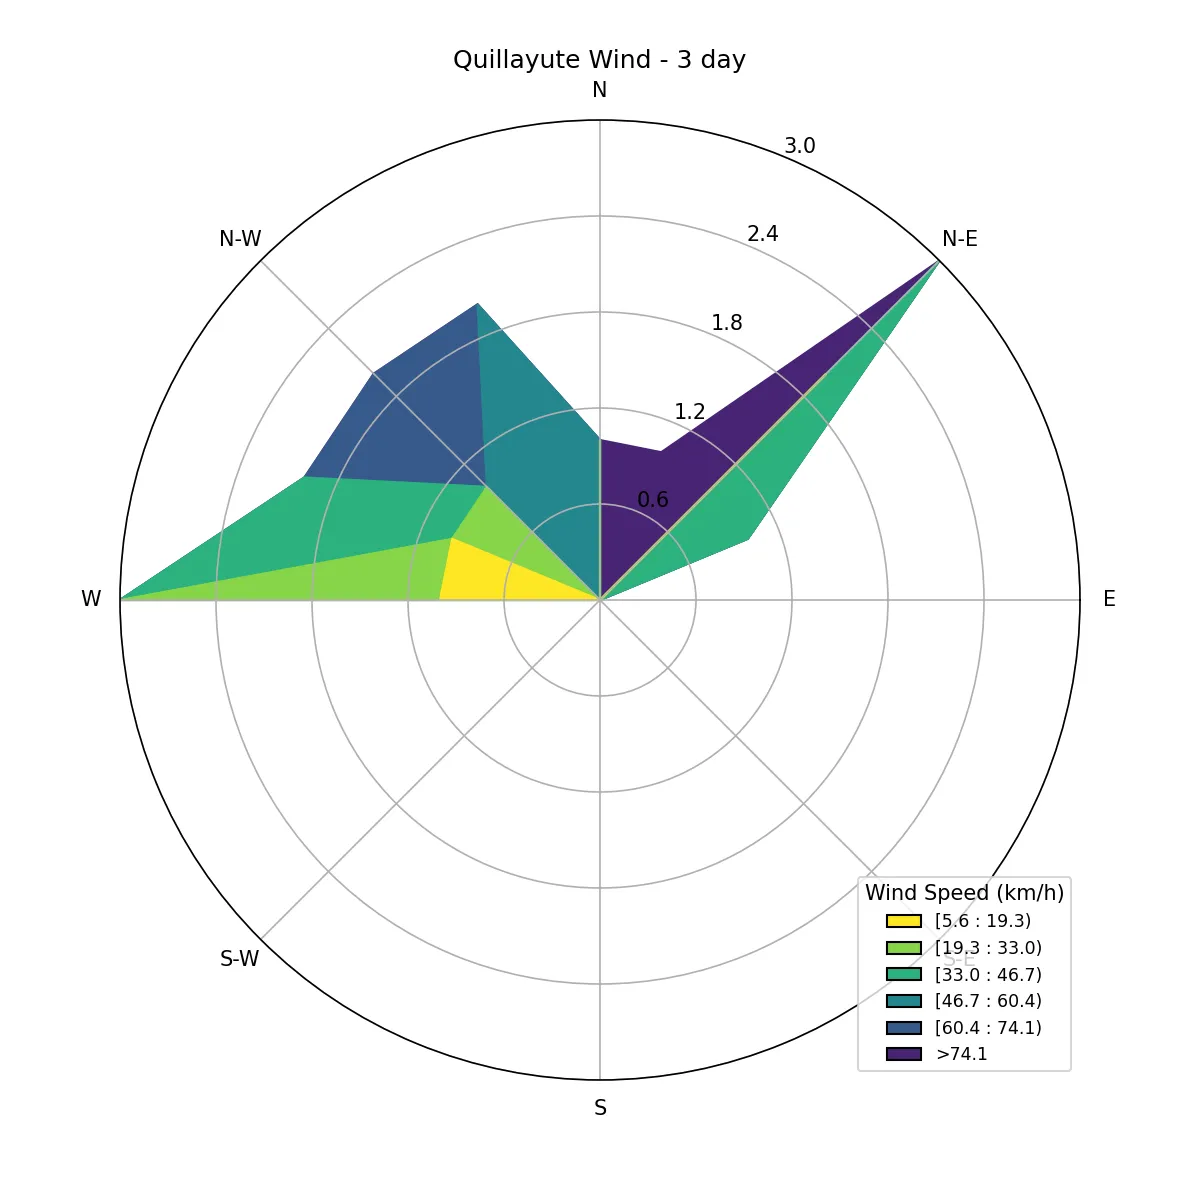 Quillayute Wind - 3 day
N
3.0
N-W
2.4
N-E
1.8
1.2
0.6
W
E
S-W
S-E
S
Wind Speed (km/h)
[5.6 : 19.3)
[19.3 : 33.0)
[33.0 : 46.7)
[46.7 : 60.4)
[60.4 : 74.1)
>74.1